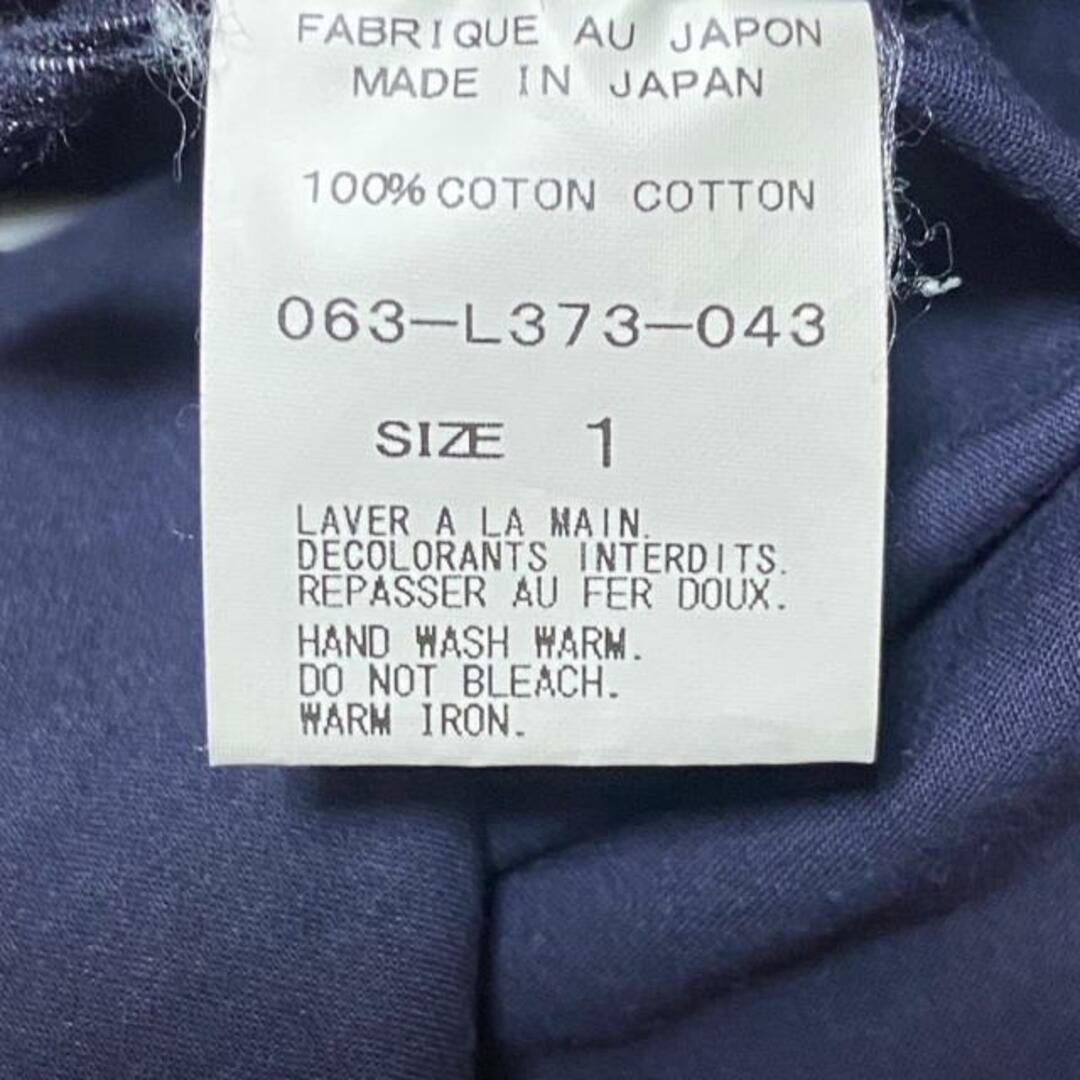 FABRIQUE AU JAPON
MADE IN JAPAN
100% COTON COTTON
063-L373-043
SIZE 1
LAVER A LA MAIN.
DECOLORANTS INTERDITS.
REPASSER AU FER DOUX.
HAND WASH WARM.
DO NOT BLEACH.
WARM IRON.